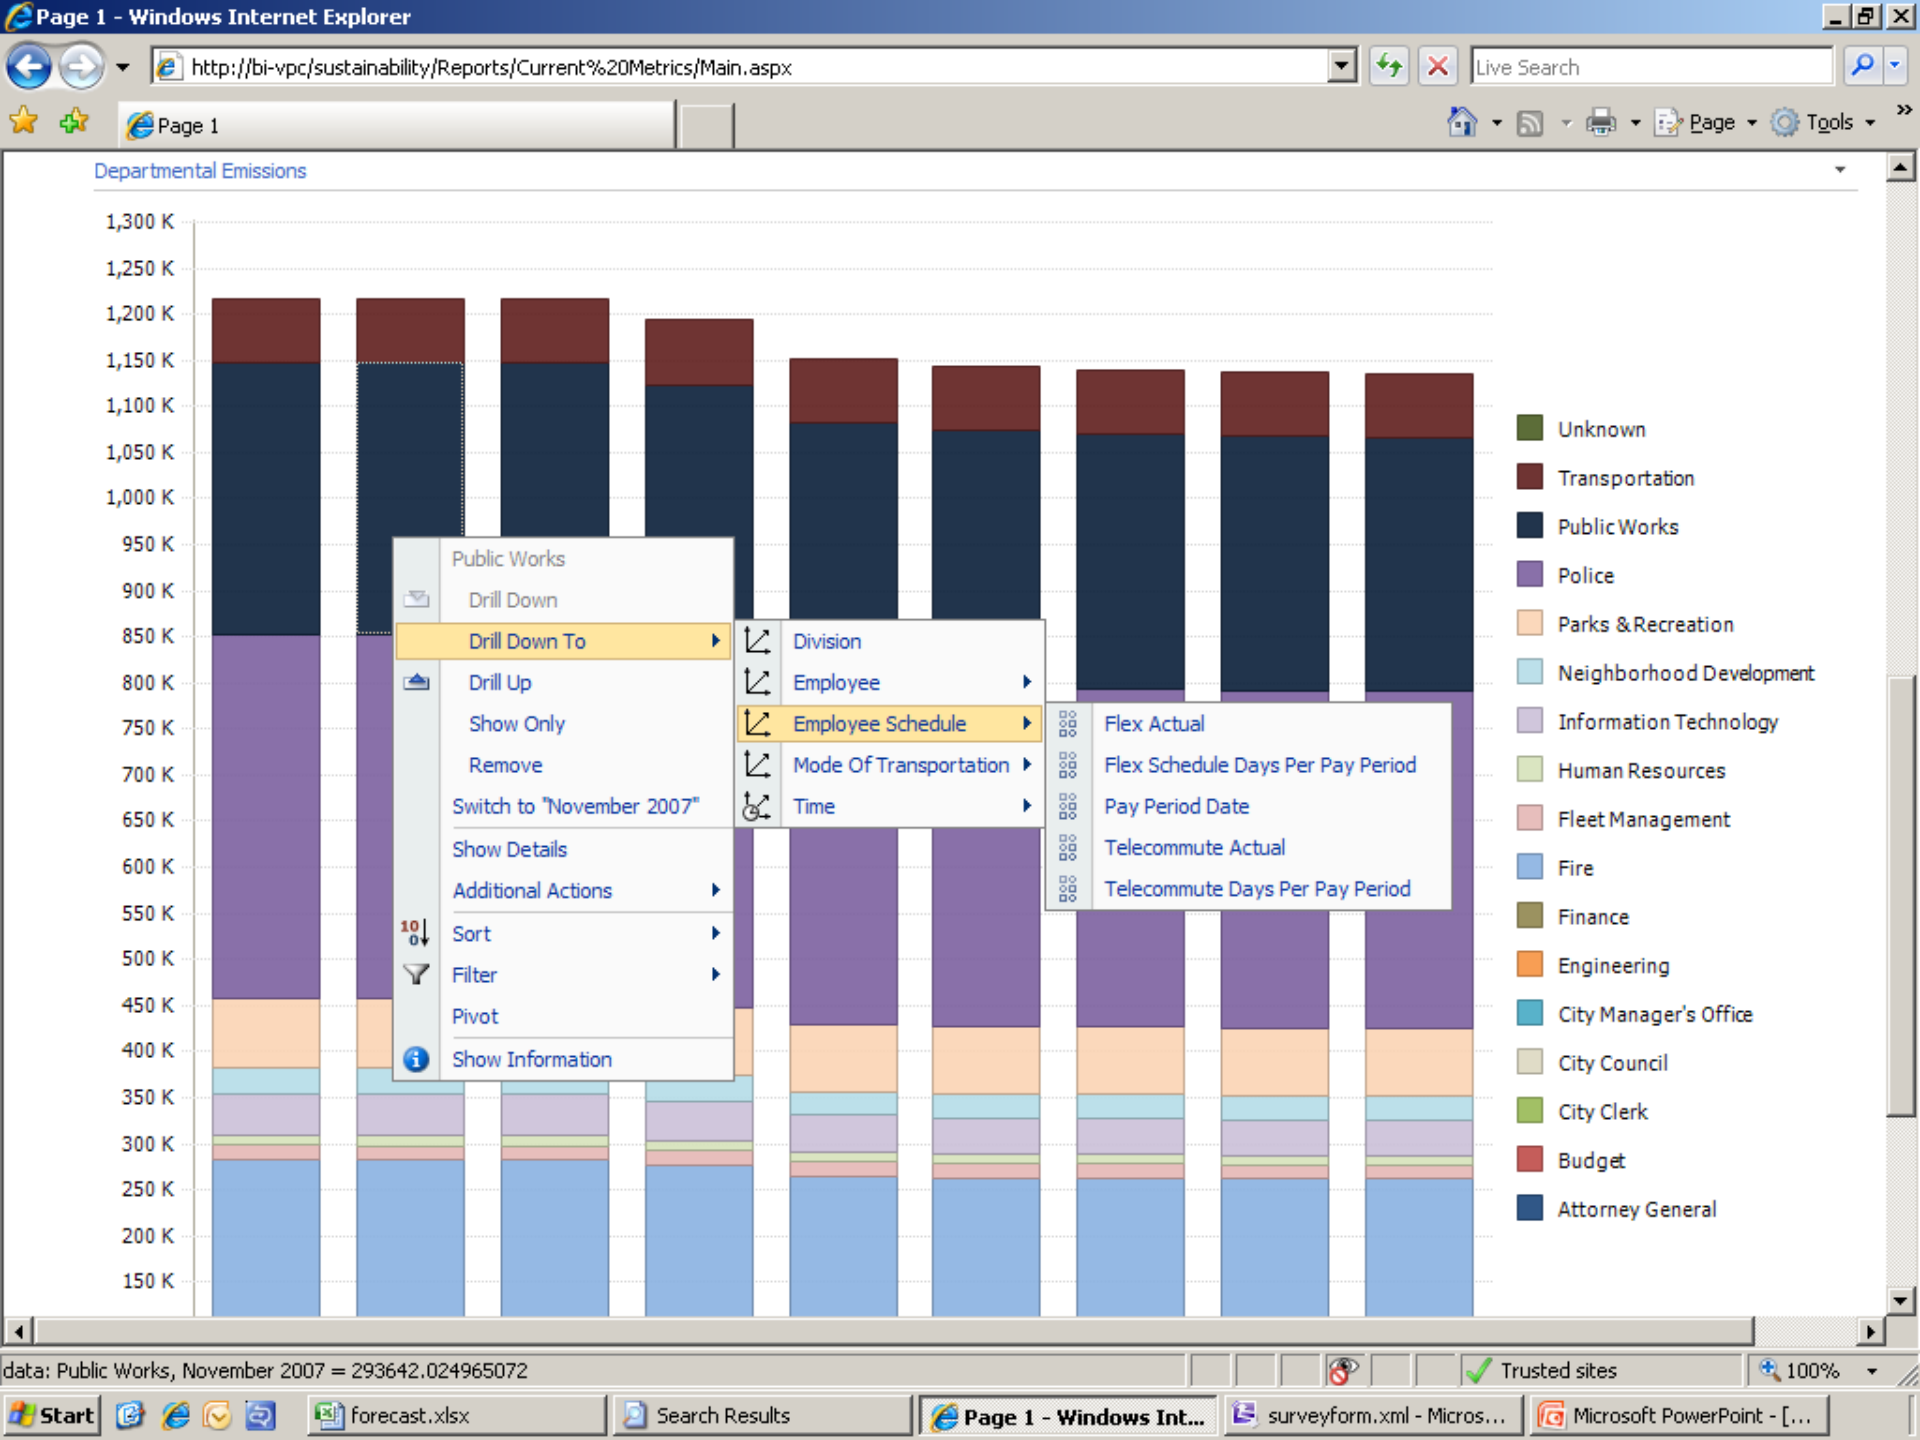 Page 1 - Windows Internet Explorer
http://bi-vpc/sustainability/Reports/Current%20Metrics/Main.aspx
Live Search
Page 1
Page
Tools
Departmental Emissions
1,300 K
1,250 K
1,200 K
1,150 K
1,100 K
1,050 K
1,000 K
950 K
900 K
850 K
800 K
750 K
700 K
650 K
600 K
550 K
500 K
450 K
400 K
350 K
300 K
250 K
200 K
150 K
Public Works
Drill Down
Drill Down To
Drill Up
Show Only
Remove
Switch to "November 2007"
Show Details
Additional Actions
Sort
Filter
Pivot
Show Information
Division
Employee
Employee Schedule
Mode Of Transportation
Time
Flex Actual
Flex Schedule Days Per Pay Period
Pay Period Date
Telecommute Actual
Telecommute Days Per Pay Period
Unknown
Transportation
Public Works
Police
Parks & Recreation
Neighborhood Development
Information Technology
Human Resources
Fleet Management
Fire
Finance
Engineering
City Manager's Office
City Council
City Clerk
Budget
Attorney General
data: Public Works, November 2007 = 293642.024965072
Trusted sites
100%
Start
forecast.xlsx
Search Results
Page 1 - Windows Int...
surveyform.xml - Micros...
Microsoft PowerPoint - [...